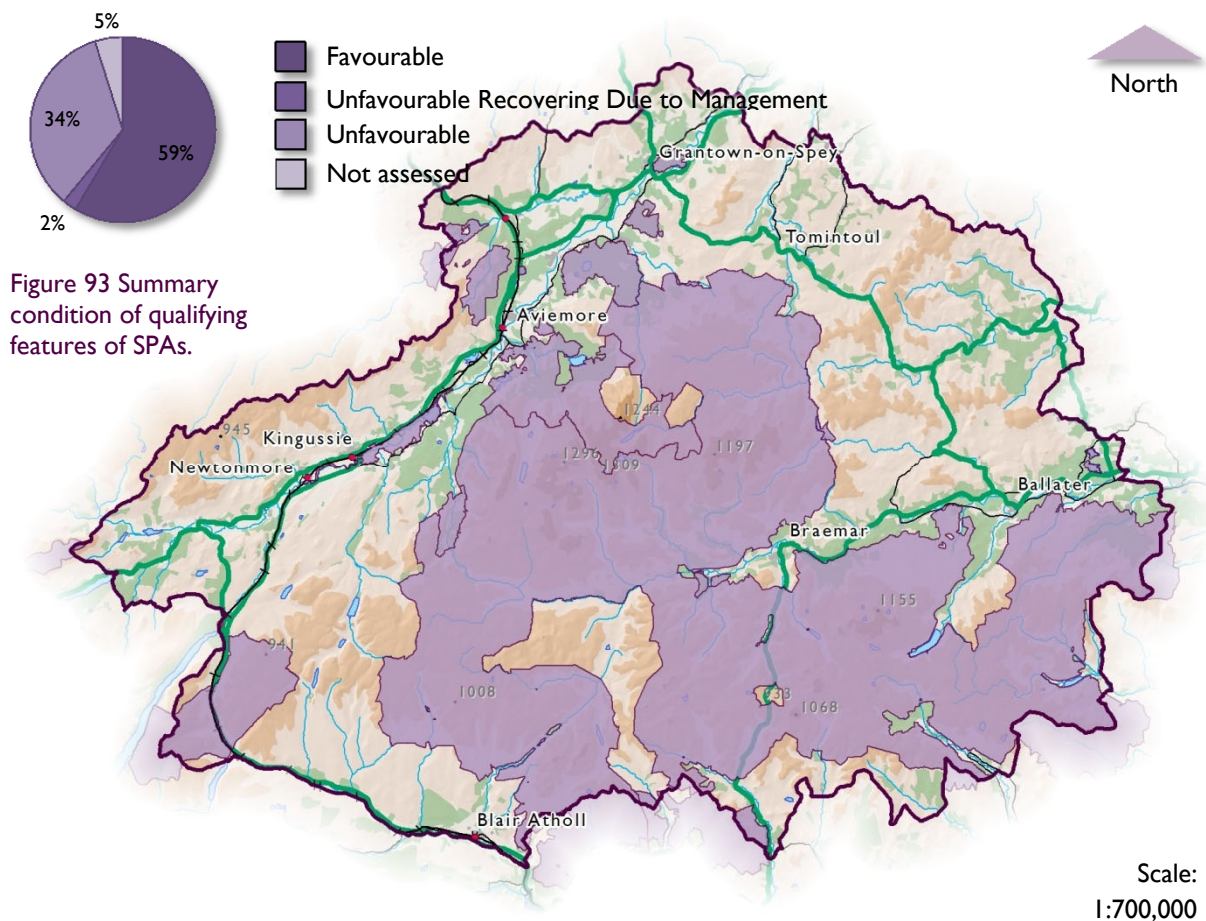 5%
34%
59%
2%
Favourable
Unfavourable Recovering Due to Management
Unfavourable
Not assessed
North
Figure 93 Summary
condition of qualifying
features of SPAs.
Grantown-on-Spey
Tomintoul
Aviemore
1244
945
Kingussie
1296
1197
1309
Newtonmore
Ballater
Braemar
1155
941
1008
933
1068
Blair Atholl
Scale:
1:700,000